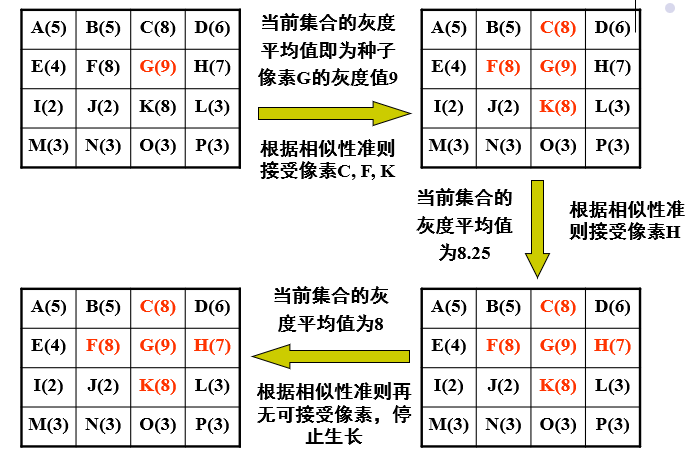 A(5) B(5) C(8) D(6)
E(4) F(8) G(9) H(7)
I(2) J(2) K(8) L(3)
M(3) N(3) O(3) P(3)
当前集合的灰度
平均值即为种子
像素G的灰度值9
根据相似性准则
接受像素C, F, K
A(5) B(5) C(8) D(6)
E(4) F(8) G(9) H(7)
I(2) J(2) K(8) L(3)
M(3) N(3) O(3) P(3)
当前集合的
灰度平均值
为8.25
根据相似性准
则接受像素H
A(5) B(5) C(8) D(6)
E(4) F(8) G(9) H(7)
I(2) J(2) K(8) L(3)
M(3) N(3) O(3) P(3)
当前集合的灰
度平均值为8
根据相似性准则再
无可接受像素，停
止生长
A(5) B(5) C(8) D(6)
E(4) F(8) G(9) H(7)
I(2) J(2) K(8) L(3)
M(3) N(3) O(3) P(3)